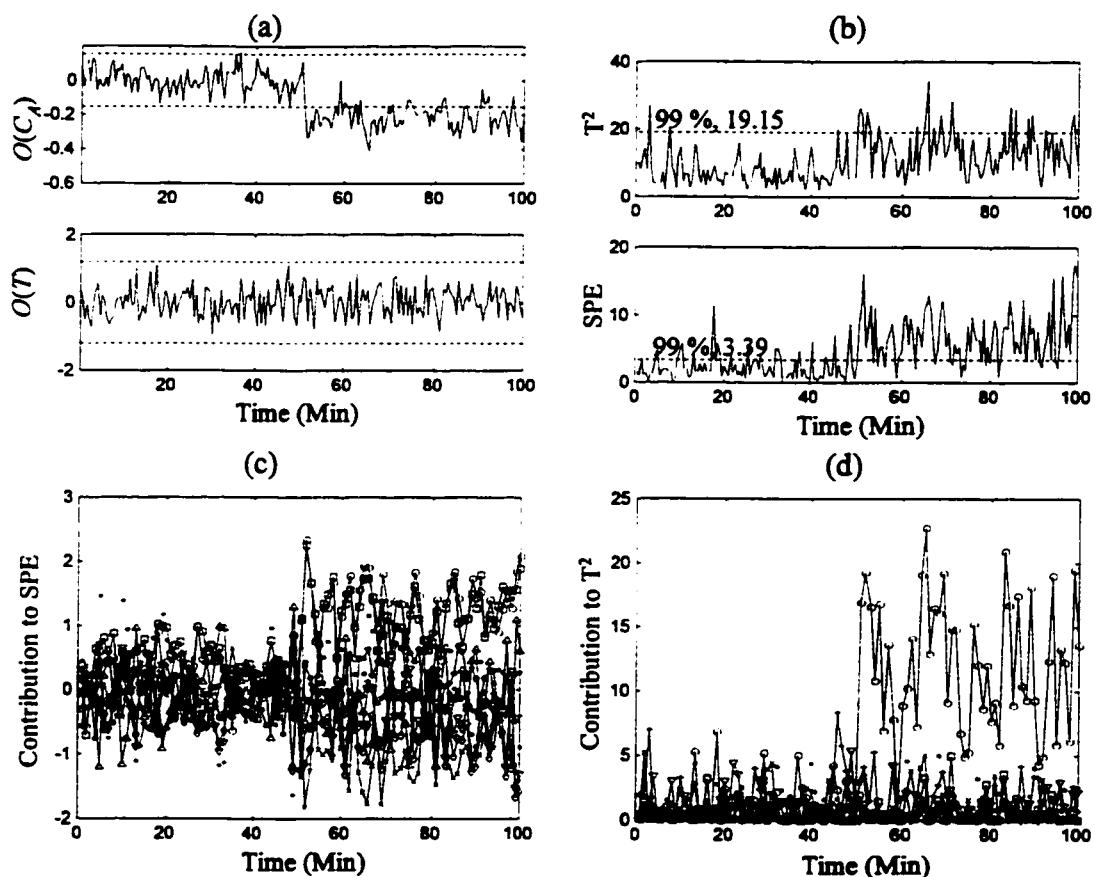 (a)
O(C_A)
0
-0.2
-0.4
-0.6
20 40 60 80 100
O(T)
2
0
-2
20 40 60 80 100
Time (Min)
(b)
T²
40
20
0
99 %, 19.15
0 20 40 60 80 100
SPE
20
10
0
99 %, 3.39
0 20 40 60 80 100
Time (Min)
(c)
Contribution to SPE
3
2
1
0
-1
-2
20 40 60 80 100
Time (Min)
(d)
Contribution to T²
25
20
15
10
5
0
0 20 40 60 80 100
Time (Min)